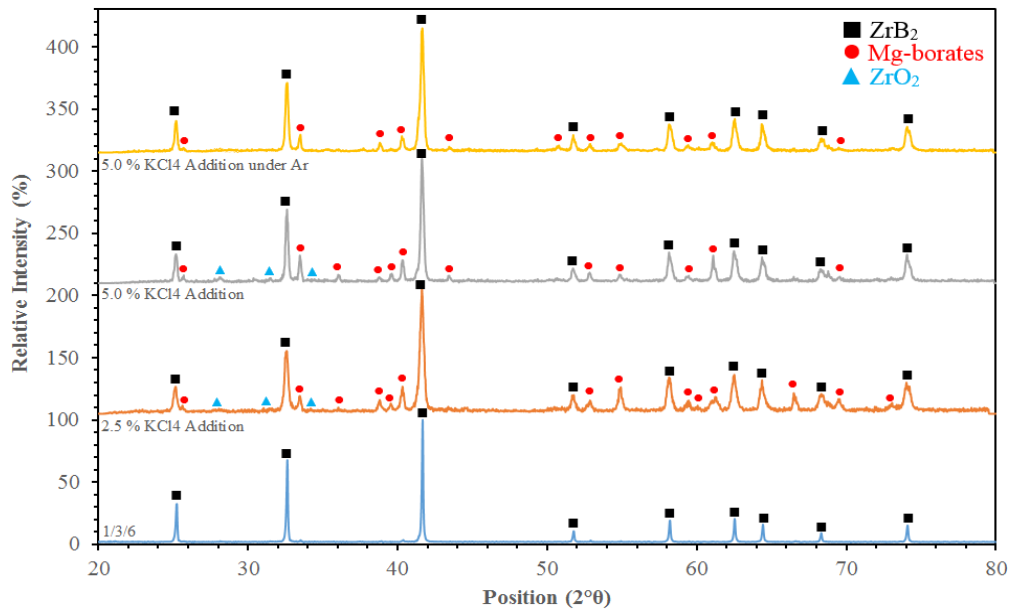 ZrB₂
Mg-borates
ZrO₂
Relative Intensity (%)
400
350
300
250
200
150
100
50
0
5.0 % KCl4 Addition under Ar
5.0 % KCl4 Addition
2.5 % KCl4 Addition
1/3/6
20 30 40 50 60 70 80
Position (2°θ)